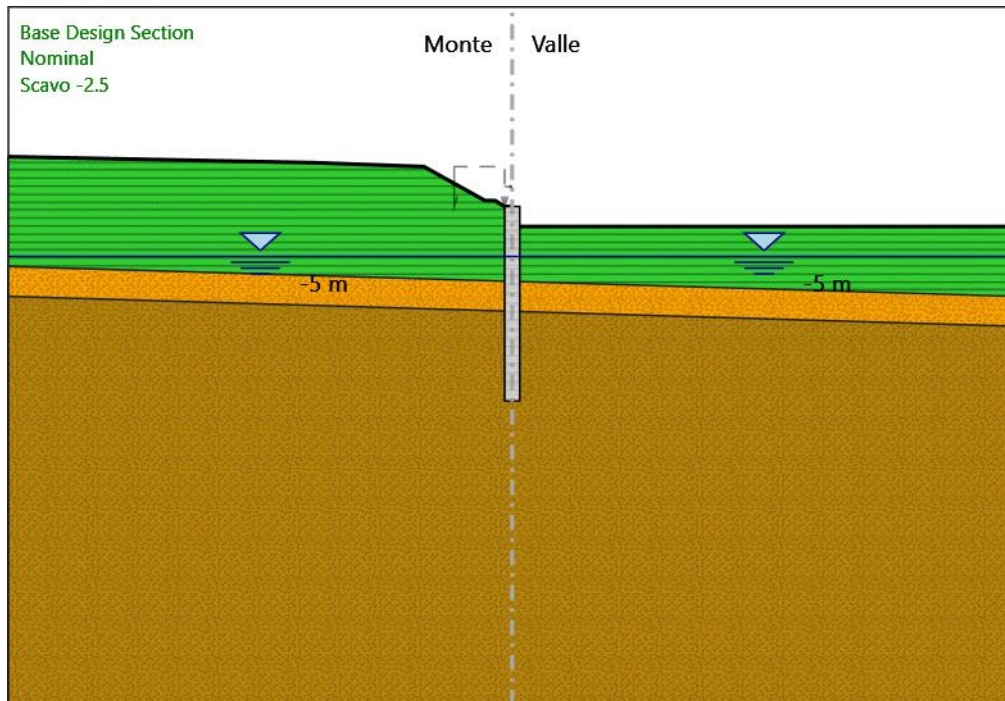 Base Design Section
Nominal
Scavo -2.5
Monte
Valle
-5 m
-5 m